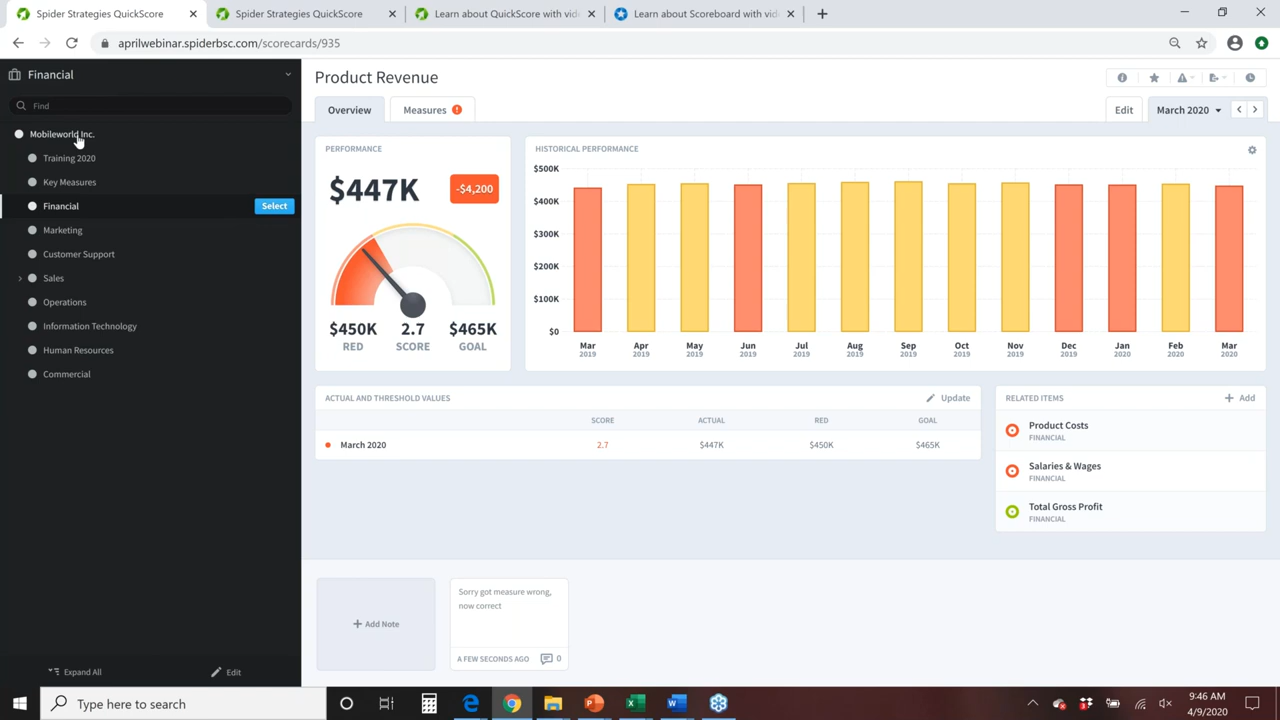 Spider Strategies QuickScore
Spider Strategies QuickScore
Learn about QuickScore with vid
Learn about Scoreboard with vid
aprilwebinar.spiderbsc.com/scorecards/935
Financial
Find
Mobileworld Inc.
Training 2020
Key Measures
Financial
Select
Marketing
Customer Support
Sales
Operations
Information Technology
Human Resources
Commercial
Expand All
Edit
Product Revenue
Overview
Measures
Edit
March 2020
PERFORMANCE
$447K
-$4,200
$450K
RED
2.7
SCORE
$465K
GOAL
HISTORICAL PERFORMANCE
$500K
$400K
$300K
$200K
$100K
$0
Mar Apr May Jun Jul Aug Sep Oct Nov Dec Jan Feb Mar
2019 2019 2019 2019 2019 2019 2019 2019 2019 2019 2020 2020 2020
ACTUAL AND THRESHOLD VALUES
Update
SCORE ACTUAL RED GOAL
March 2020 2.7 $447K $450K $465K
RELATED ITEMS
Add
Product Costs
FINANCIAL
Salaries & Wages
FINANCIAL
Total Gross Profit
FINANCIAL
Add Note
Sorry got measure wrong,
now correct
A FEW SECONDS AGO
0
Type here to search
9:46 AM
4/9/2020